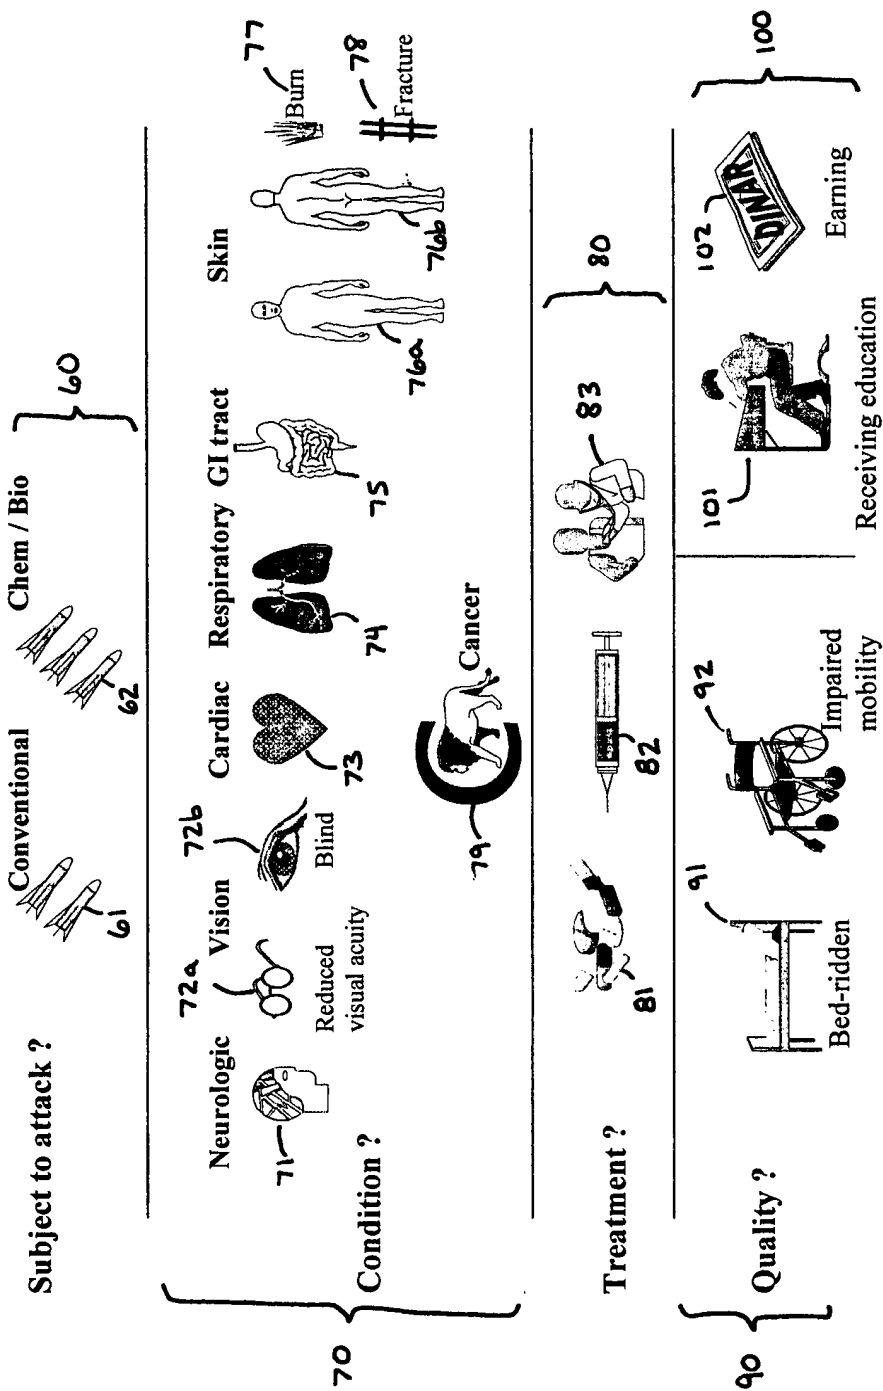 Subject to attack ?
Conventional
Chem / Bio
60
61
62
70
Condition ?
Neurologic
Vision
Cardiac
Respiratory
GI tract
Skin
71
72a
Reduced
visual acuity
72b
Blind
73
74
75
76a
76b
77
Burn
78
Fracture
79
Cancer
Treatment ?
80
81
82
83
90
Quality ?
91
Bed-ridden
92
Impaired
mobility
100
101
Receiving education
102
DINAR
Earning